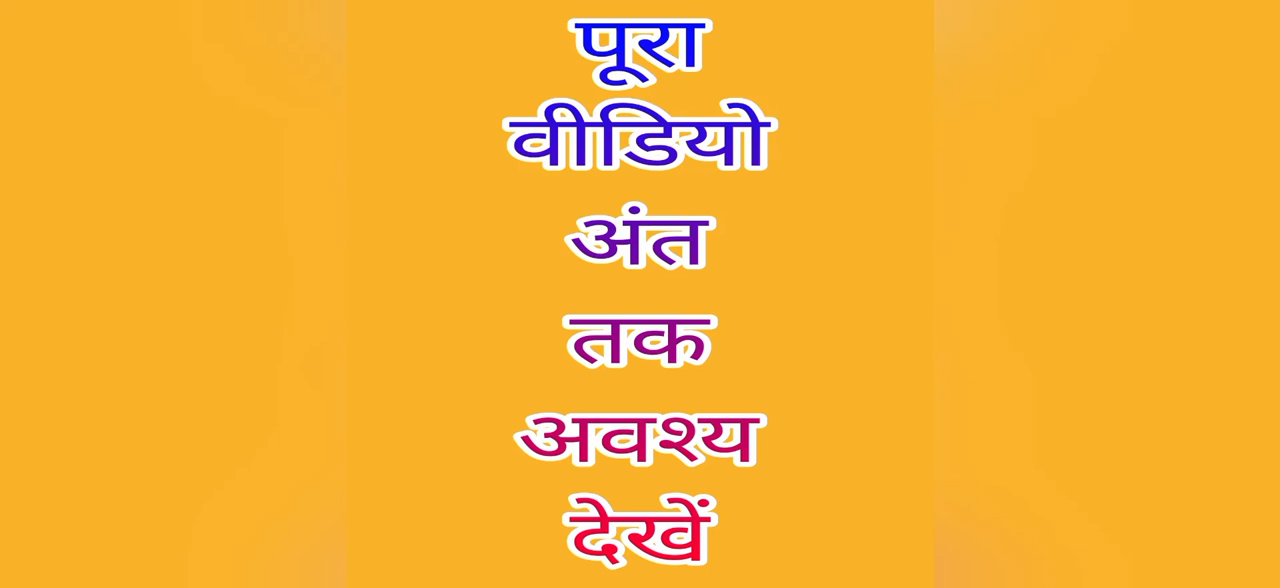 पूरा
वीडियो
अंत
तक
अवश्य
देखें